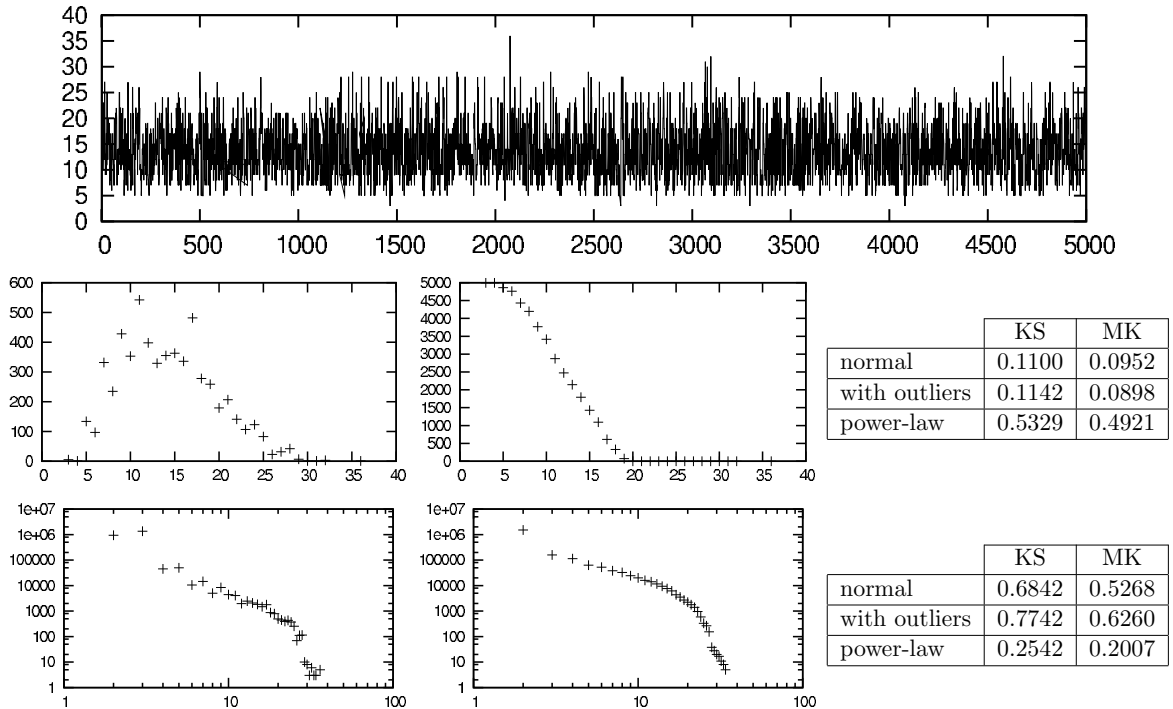 40
35
30
25
20
15
10
5
0
0 500 1000 1500 2000 2500 3000 3500 4000 4500 5000
600
500
400
300
200
100
0
0 5 10 15 20 25 30 35 40
5000
4500
4000
3500
3000
2500
2000
1500
1000
500
0
0 5 10 15 20 25 30 35 40
KS MK
normal 0.1100 0.0952
with outliers 0.1142 0.0898
power-law 0.5329 0.4921
1e+07
1e+06
100000
10000
1000
100
10
1
1 10 100
1e+07
1e+06
100000
10000
1000
100
10
1
1 10 100
KS MK
normal 0.6842 0.5268
with outliers 0.7742 0.6260
power-law 0.2542 0.2007